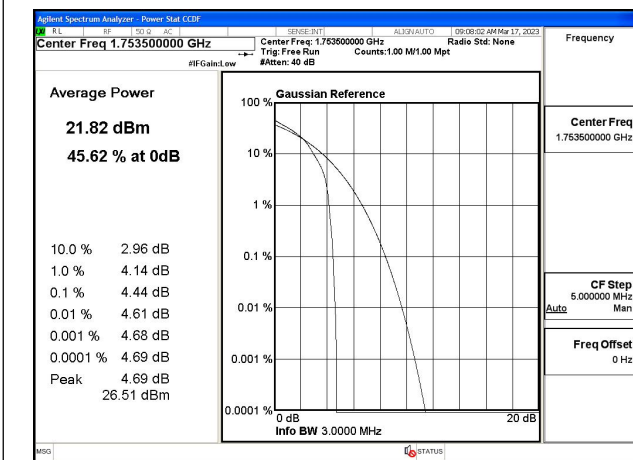 Agilent Spectrum Analyzer - Power Stat CCDF
LXI RL RF 50 Ω AC SENSE:INT ALIGN AUTO 09:08:02 AM Mar 17, 2023
Center Freq 1.753500000 GHz
Center Freq: 1.753500000 GHz Radio Std: None
Trig: Free Run Counts:1.00 M/1.00 Mpt
#IFGain:Low #Atten: 40 dB
Frequency
Average Power
21.82 dBm
45.62 % at 0dB
10.0 % 2.96 dB
1.0 % 4.14 dB
0.1 % 4.44 dB
0.01 % 4.61 dB
0.001 % 4.68 dB
0.0001 % 4.69 dB
Peak 4.69 dB
26.51 dBm
Gaussian Reference
100 %
10 %
1 %
0.1 %
0.01 %
0.001 %
0.0001 %
0 dB 20 dB
Info BW 3.0000 MHz
Center Freq
1.753500000 GHz
CF Step
5.000000 MHz
Auto Man
Freq Offset
0 Hz
MSG STATUS